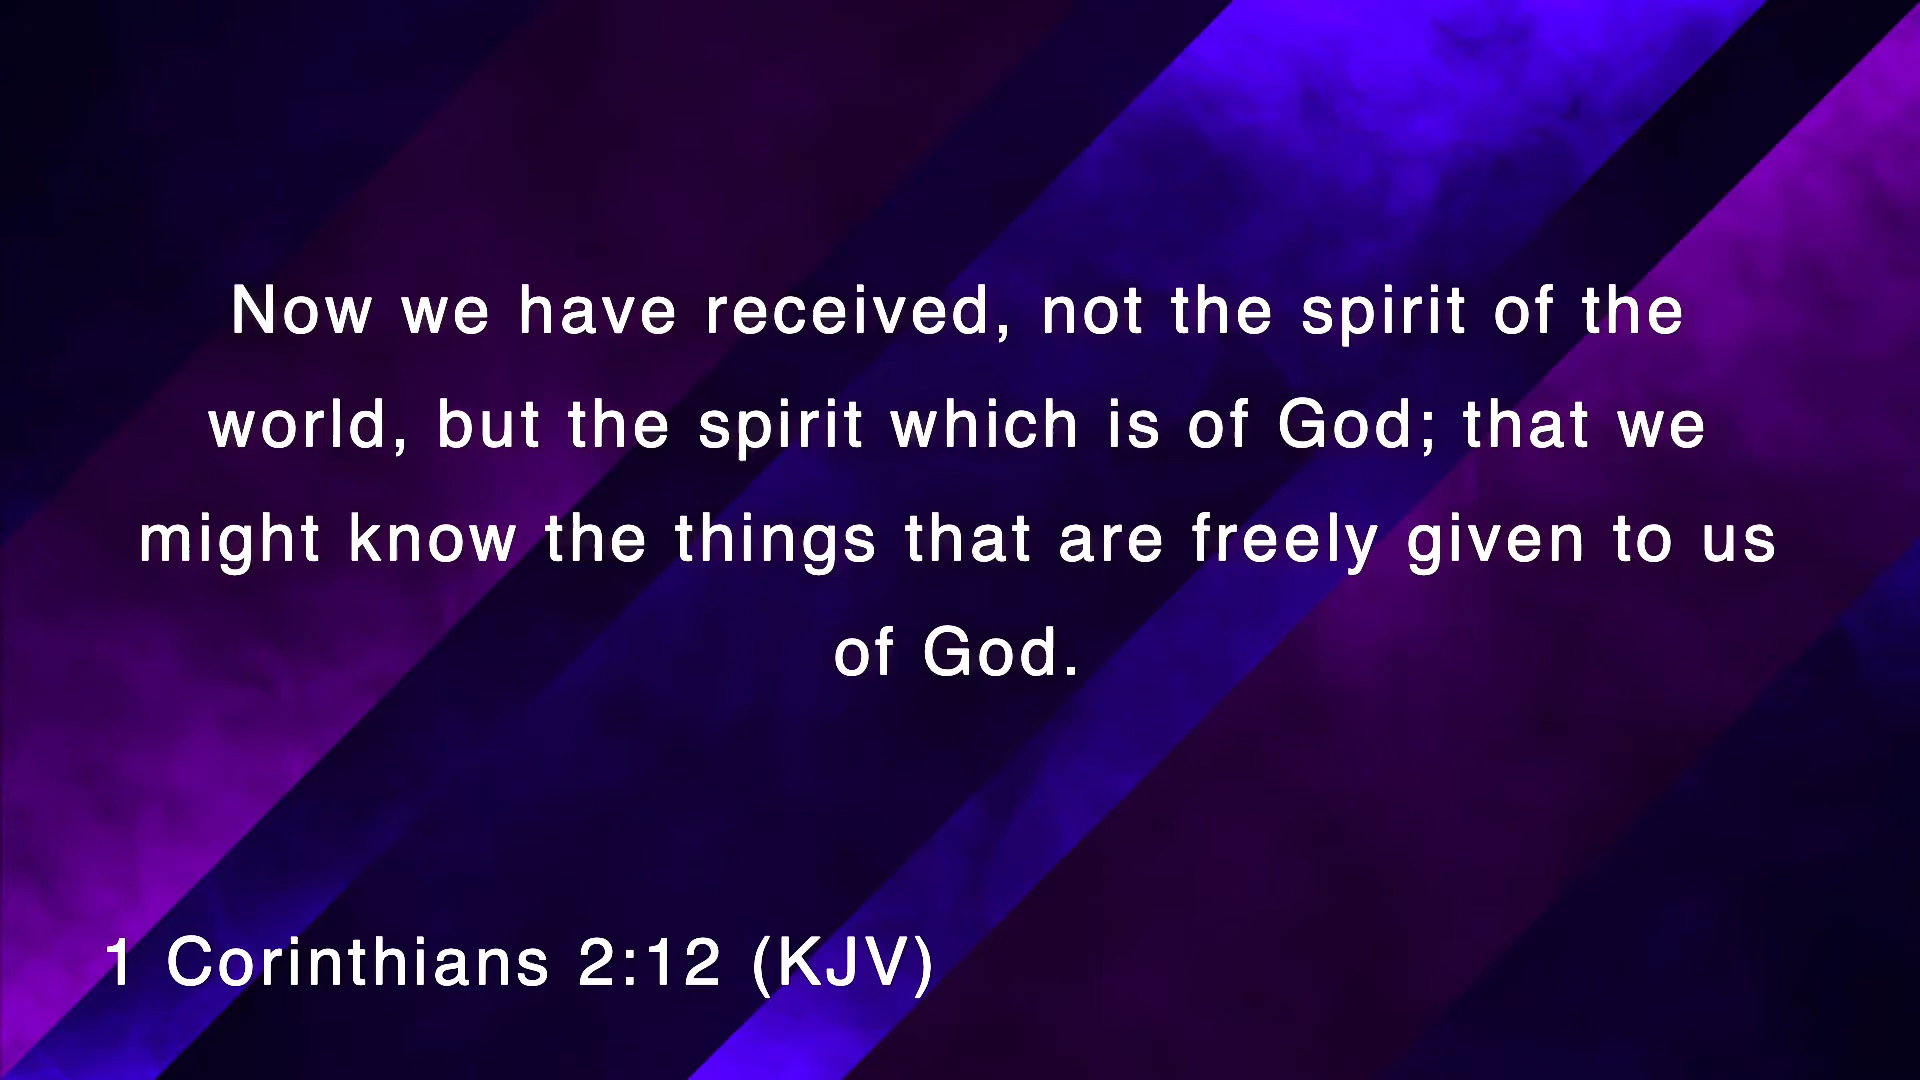 Now we have received, not the spirit of the
world, but the spirit which is of God; that we
might know the things that are freely given to us
of God.
1 Corinthians 2:12 (KJV)